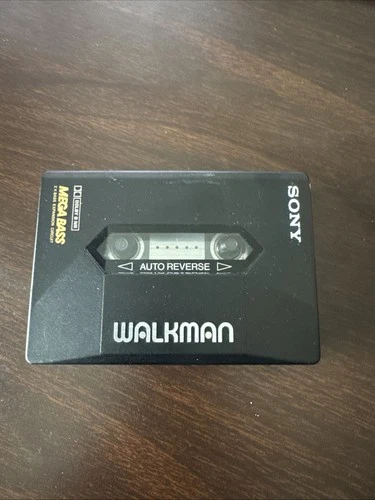 SONY
DOLBY B NR
MEGA BASS
AUTO REVERSE
WALKMAN